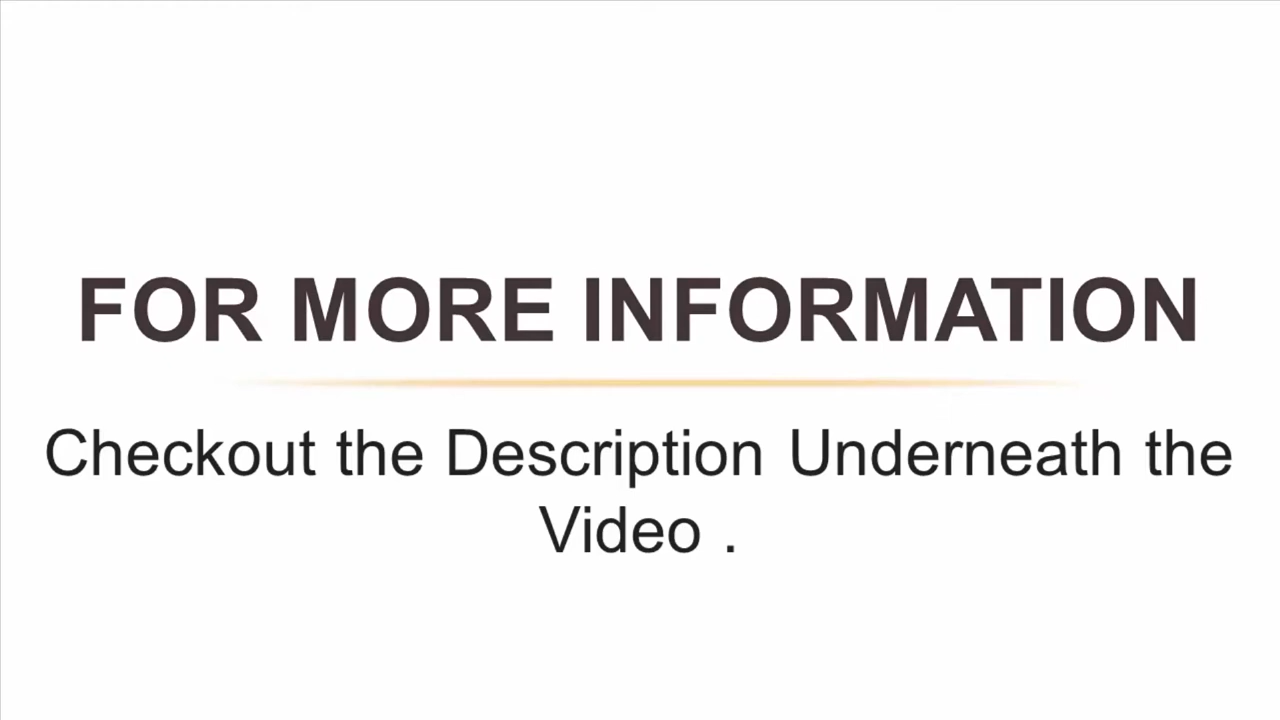 FOR MORE INFORMATION
Checkout the Description Underneath the
Video .